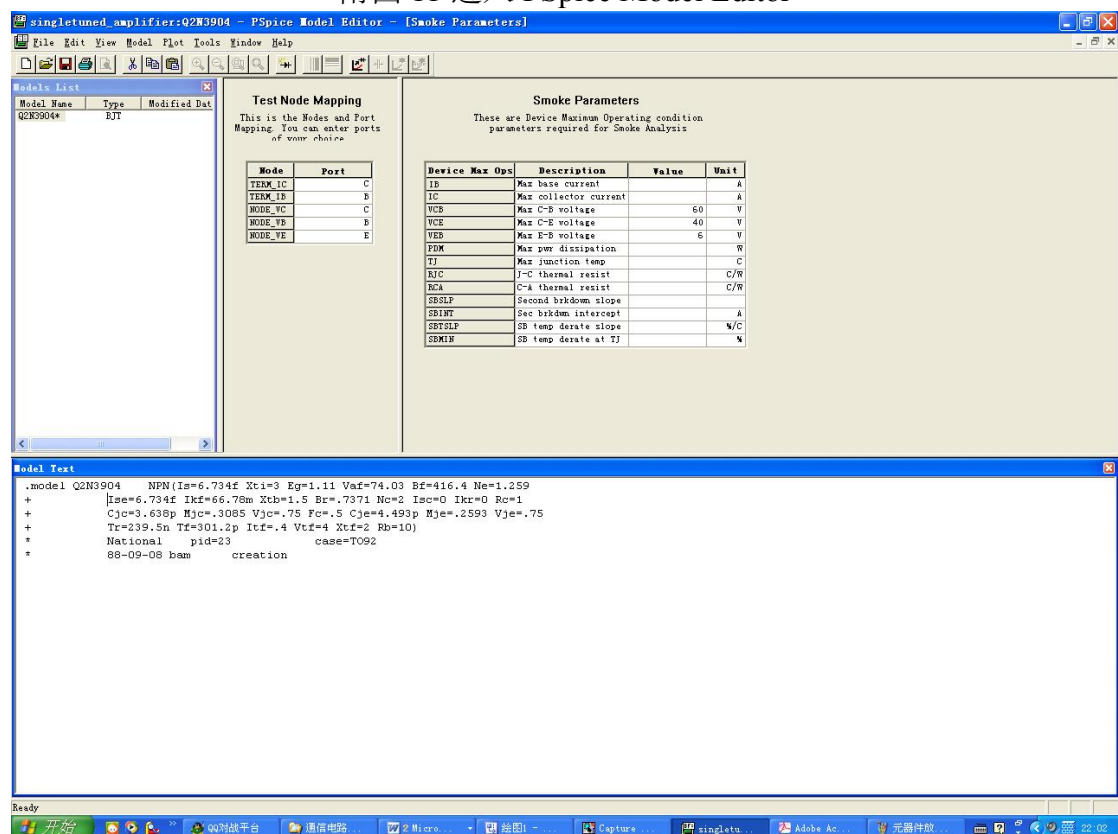 PSpice Model Editor
singletuned_amplifier:Q2N3904 - PSpice Model Editor - [Smoke Parameters]
File Edit View Model Plot Tools Window Help
Models List
Model Name Type Modified Dat
Q2N3904* BJT
Test Node Mapping
This is the Nodes and Port
Mapping. You can enter ports
of your choice
Node Port
TERM_IC C
TERM_IB B
NODE_VC C
NODE_VB B
NODE_VE E
Smoke Parameters
These are Device Maximum Operating condition
parameters required for Smoke Analysis
Device Max Ops Description Value Unit
IB Max base current A
IC Max collector current A
VCB Max C-B voltage 60 V
VCE Max C-E voltage 40 V
VEB Max E-B voltage 6 V
PDM Max pwr dissipation W
TJ Max junction temp C
RJC J-C thermal resist C/W
RCA C-A thermal resist C/W
SBSLP Second brkdown slope
SBINT Sec brkdwn intercept A
SBTSLP SB temp derate slope %/C
SBMIN SB temp derate at TJ %
Model Text
.model Q2N3904 NPN(Is=6.734f Xti=3 Eg=1.11 Vaf=74.03 Bf=416.4 Ne=1.259
+ Ise=6.734f Ikf=66.78m Xtb=1.5 Br=.7371 Nc=2 Isc=0 Ikr=0 Rc=1
+ Cjc=3.638p Mjc=.3085 Vjc=.75 Fc=.5 Cje=4.493p Mje=.2593 Vje=.75
+ Tr=239.5n Tf=301.2p Itf=.4 Vtf=4 Xtf=2 Rb=10)
* National pid=23 case=TO92
* 88-09-08 bam creation
Ready
开始 QQ对战平台 通信电路... 2 Micro... 绘图1 - ... Capture ... singletu... Adobe Ac... 元器件放... 22:02